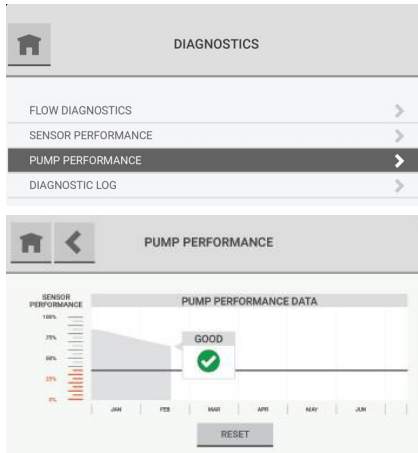 DIAGNOSTICS
FLOW DIAGNOSTICS
SENSOR PERFORMANCE
PUMP PERFORMANCE
DIAGNOSTIC LOG
PUMP PERFORMANCE
SENSOR
PERFORMANCE
PUMP PERFORMANCE DATA
100%
75%
GOOD
50%
25%
0%
JAN FEB MAR APR MAY JUN
RESET